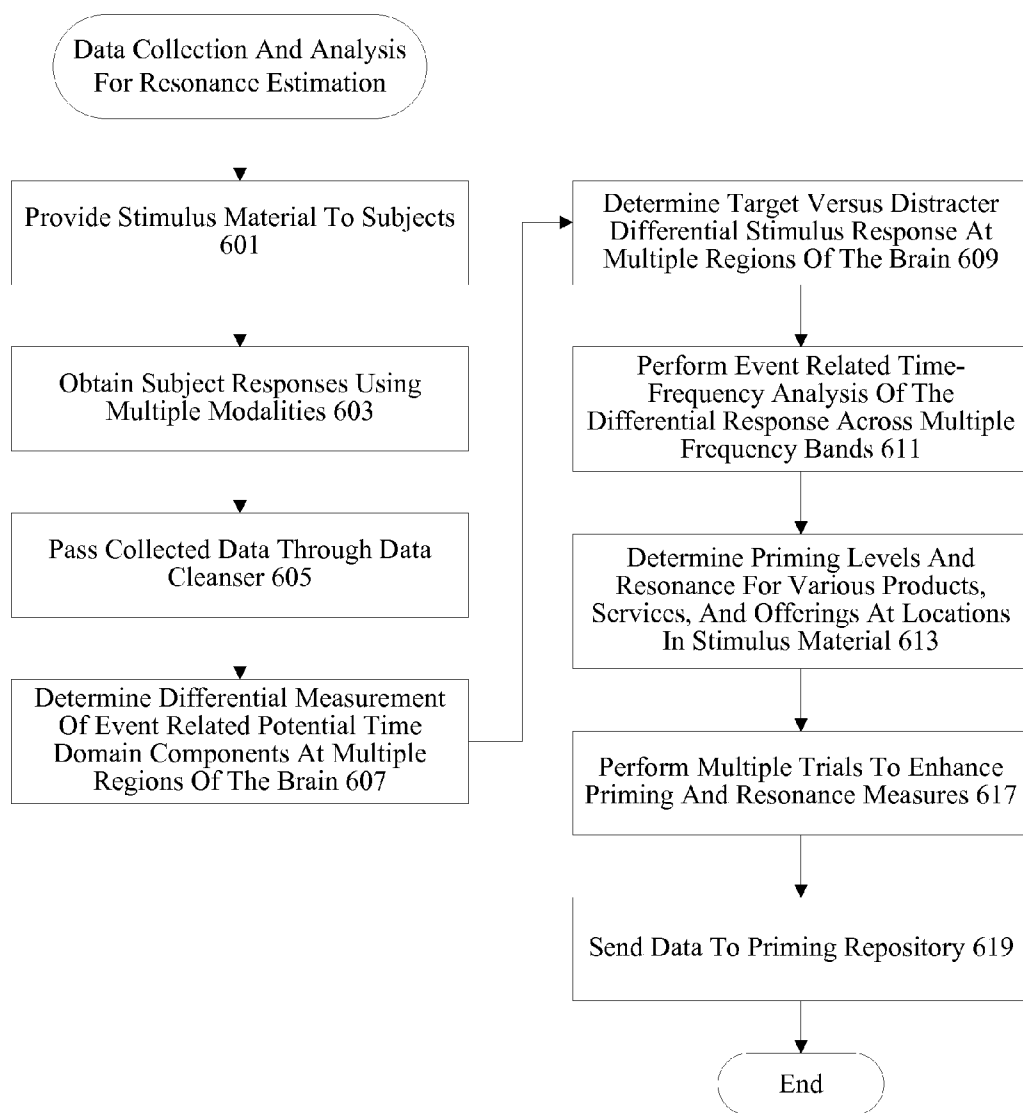 Data Collection And Analysis
For Resonance Estimation
Provide Stimulus Material To Subjects
601
Obtain Subject Responses Using
Multiple Modalities 603
Pass Collected Data Through Data
Cleanser 605
Determine Differential Measurement
Of Event Related Potential Time
Domain Components At Multiple
Regions Of The Brain 607
Determine Target Versus Distracter
Differential Stimulus Response At
Multiple Regions Of The Brain 609
Perform Event Related Time-
Frequency Analysis Of The
Differential Response Across Multiple
Frequency Bands 611
Determine Priming Levels And
Resonance For Various Products,
Services, And Offerings At Locations
In Stimulus Material 613
Perform Multiple Trials To Enhance
Priming And Resonance Measures 617
Send Data To Priming Repository 619
End